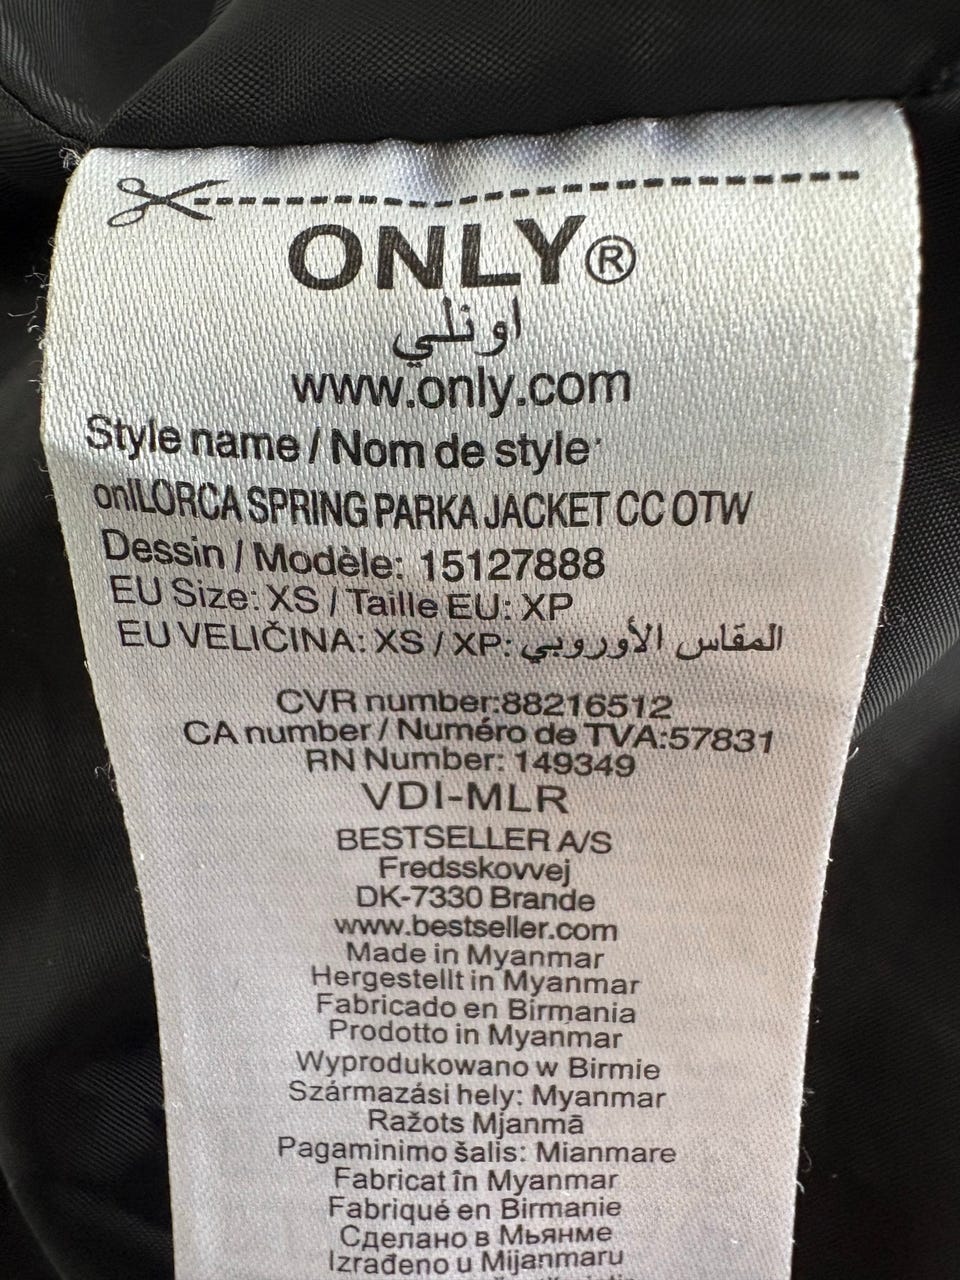 ONLY®
اونلي
www.only.com
Style name / Nom de style:
onlLORCA SPRING PARKA JACKET CC OTW
Dessin / Modèle: 15127888
EU Size: XS / Taille EU: XP
EU VELIČINA: XS / XP: المقاس الأوروبي
CVR number:88216512
CA number / Numéro de TVA:57831
RN Number: 149349
VDI-MLR
BESTSELLER A/S
Fredsskovvej
DK-7330 Brande
www.bestseller.com
Made in Myanmar
Hergestellt in Myanmar
Fabricado en Birmania
Prodotto in Myanmar
Wyprodukowano w Birmie
Származási hely: Myanmar
Ražots Mjanmā
Pagaminimo šalis: Mianmare
Fabricat în Myanmar
Fabriqué en Birmanie
Сделано в Мьянме
Izrađeno u Mijanmaru